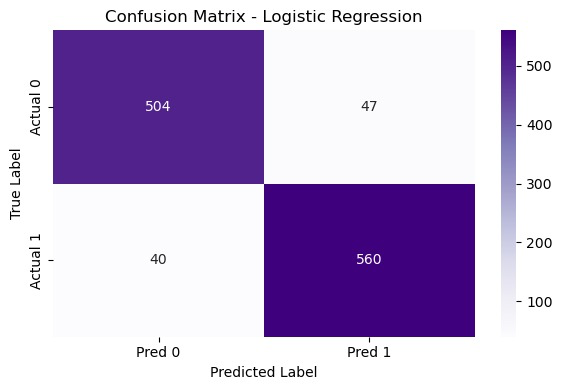 Confusion Matrix - Logistic Regression
True Label
Actual 0
504
47
Actual 1
40
560
Pred 0
Pred 1
Predicted Label
500
400
300
200
100